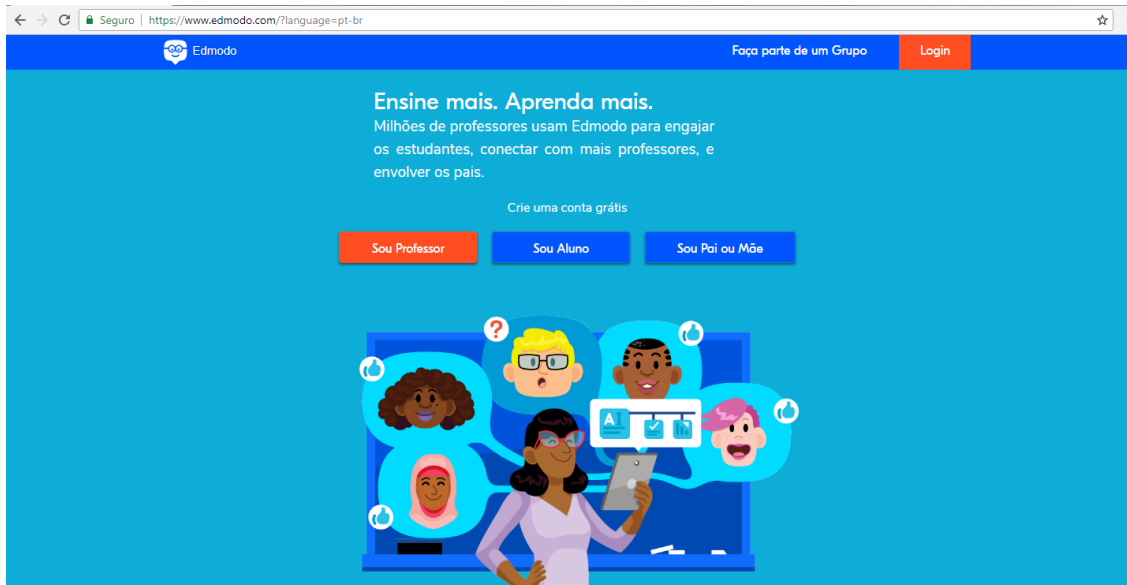 Seguro | https://www.edmodo.com/?language=pt-br
Edmodo
Faça parte de um Grupo
Login
Ensine mais. Aprenda mais.
Milhões de professores usam Edmodo para engajar
os estudantes, conectar com mais professores, e
envolver os pais.
Crie uma conta grátis
Sou Professor
Sou Aluno
Sou Pai ou Mãe
?
AI